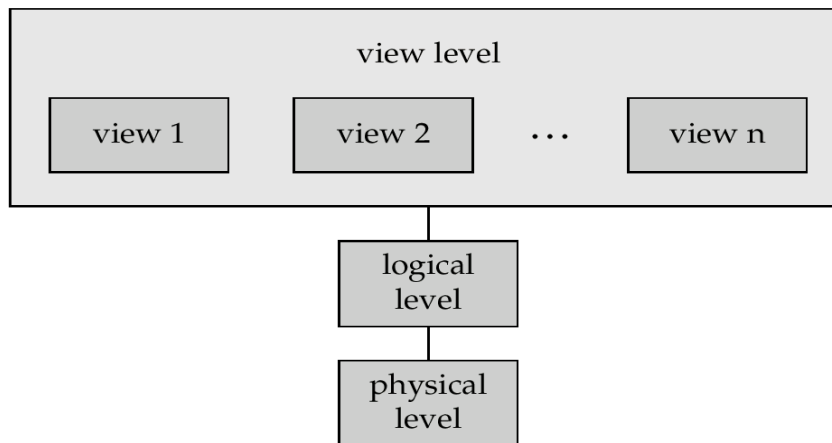 view level
view 1
view 2
...
view n
logical
level
physical
level